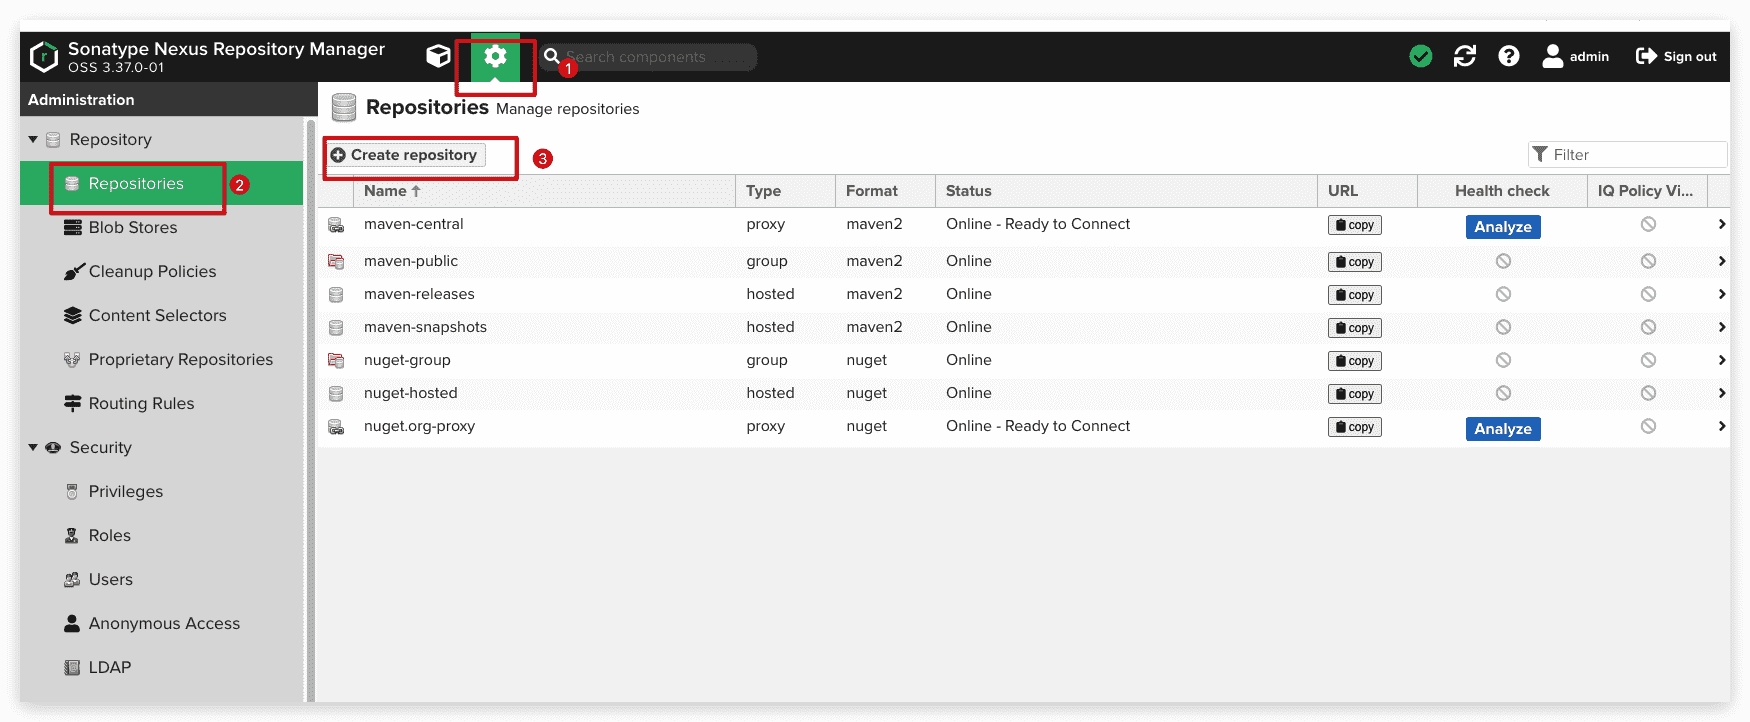 Sonatype Nexus Repository Manager
OSS 3.37.0-01
1
Search components
admin
Sign out
Administration
Repository
Repositories
2
Blob Stores
Cleanup Policies
Content Selectors
Proprietary Repositories
Routing Rules
Security
Privileges
Roles
Users
Anonymous Access
LDAP
Repositories Manage repositories
Create repository
3
Filter
Name Type Format Status URL Health check IQ Policy Vi...
maven-central proxy maven2 Online - Ready to Connect copy Analyze
maven-public group maven2 Online copy
maven-releases hosted maven2 Online copy
maven-snapshots hosted maven2 Online copy
nuget-group group nuget Online copy
nuget-hosted hosted nuget Online copy
nuget.org-proxy proxy nuget Online - Ready to Connect copy Analyze